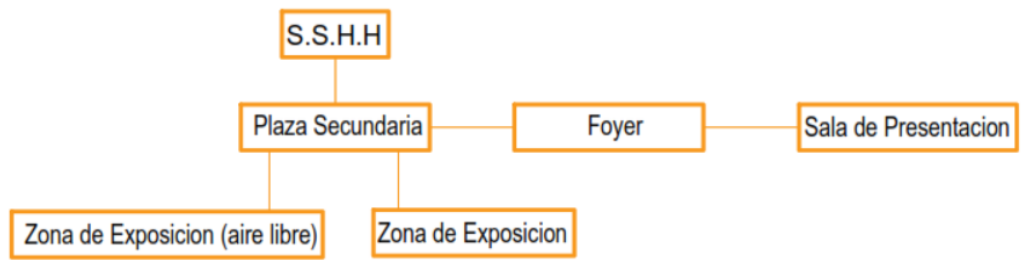 S.S.H.H
Plaza Secundaria
Foyer
Sala de Presentacion
Zona de Exposicion (aire libre)
Zona de Exposicion